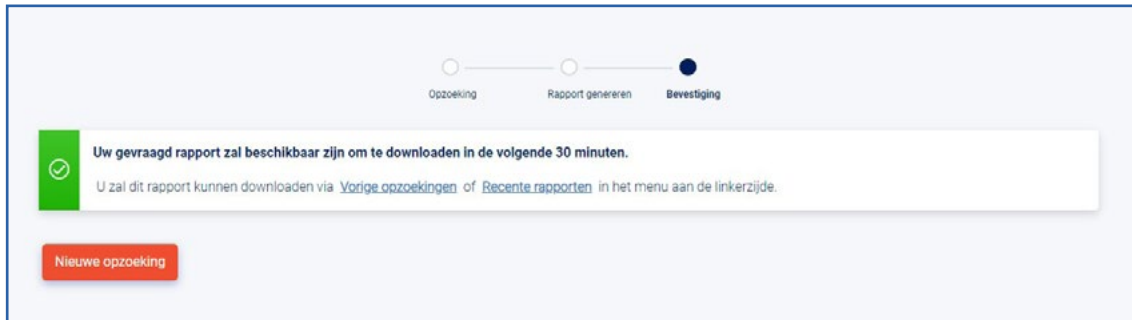 Opzoeking Rapport genereren Bevestiging
Uw gevraagd rapport zal beschikbaar zijn om te downloaden in de volgende 30 minuten.
U zal dit rapport kunnen downloaden via Vorige opzoekingen of Recente rapporten in het menu aan de linkerzijde.
Nieuwe opzoeking